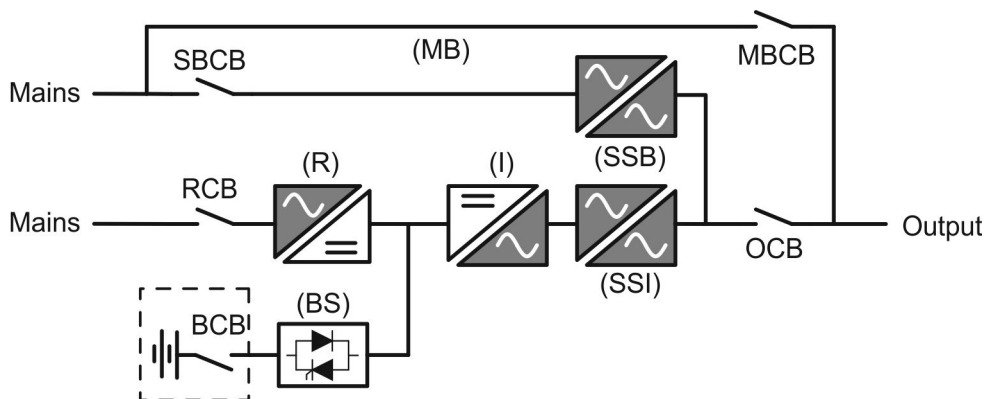 (MB)
MBCB
SBCB
Mains
(SSB)
(R)
(I)
RCB
Mains
Output
OCB
(SSI)
(BS)
BCB